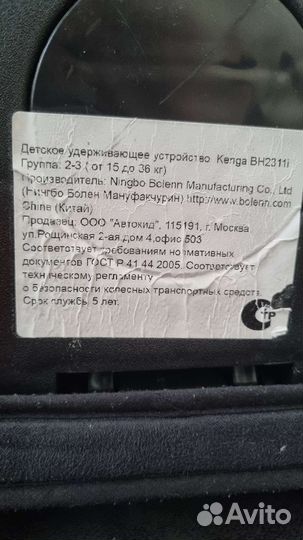 Детское удерживающее устройство Kenga BH2311i
Группа: 2-3 ( от 15 до 36 кг)
Производитель: Ningbo Bolenn Manufacturing Co., Ltd
(Нингбо Болен Мануфакчурин) http://www.bolenn.com
Shine (Китай)
Продавец: ООО "Автокид", 115191, г. Москва,
ул.Рощинская 2-ая дом 4,офис 503
Соответствует требованиям нормативных
документов ГОСТ Р 41.44 2005. Соответствует
техническому регламенту
о безопасности колесных транспортных средств
Срок службы 5 лет.
тР
Avito